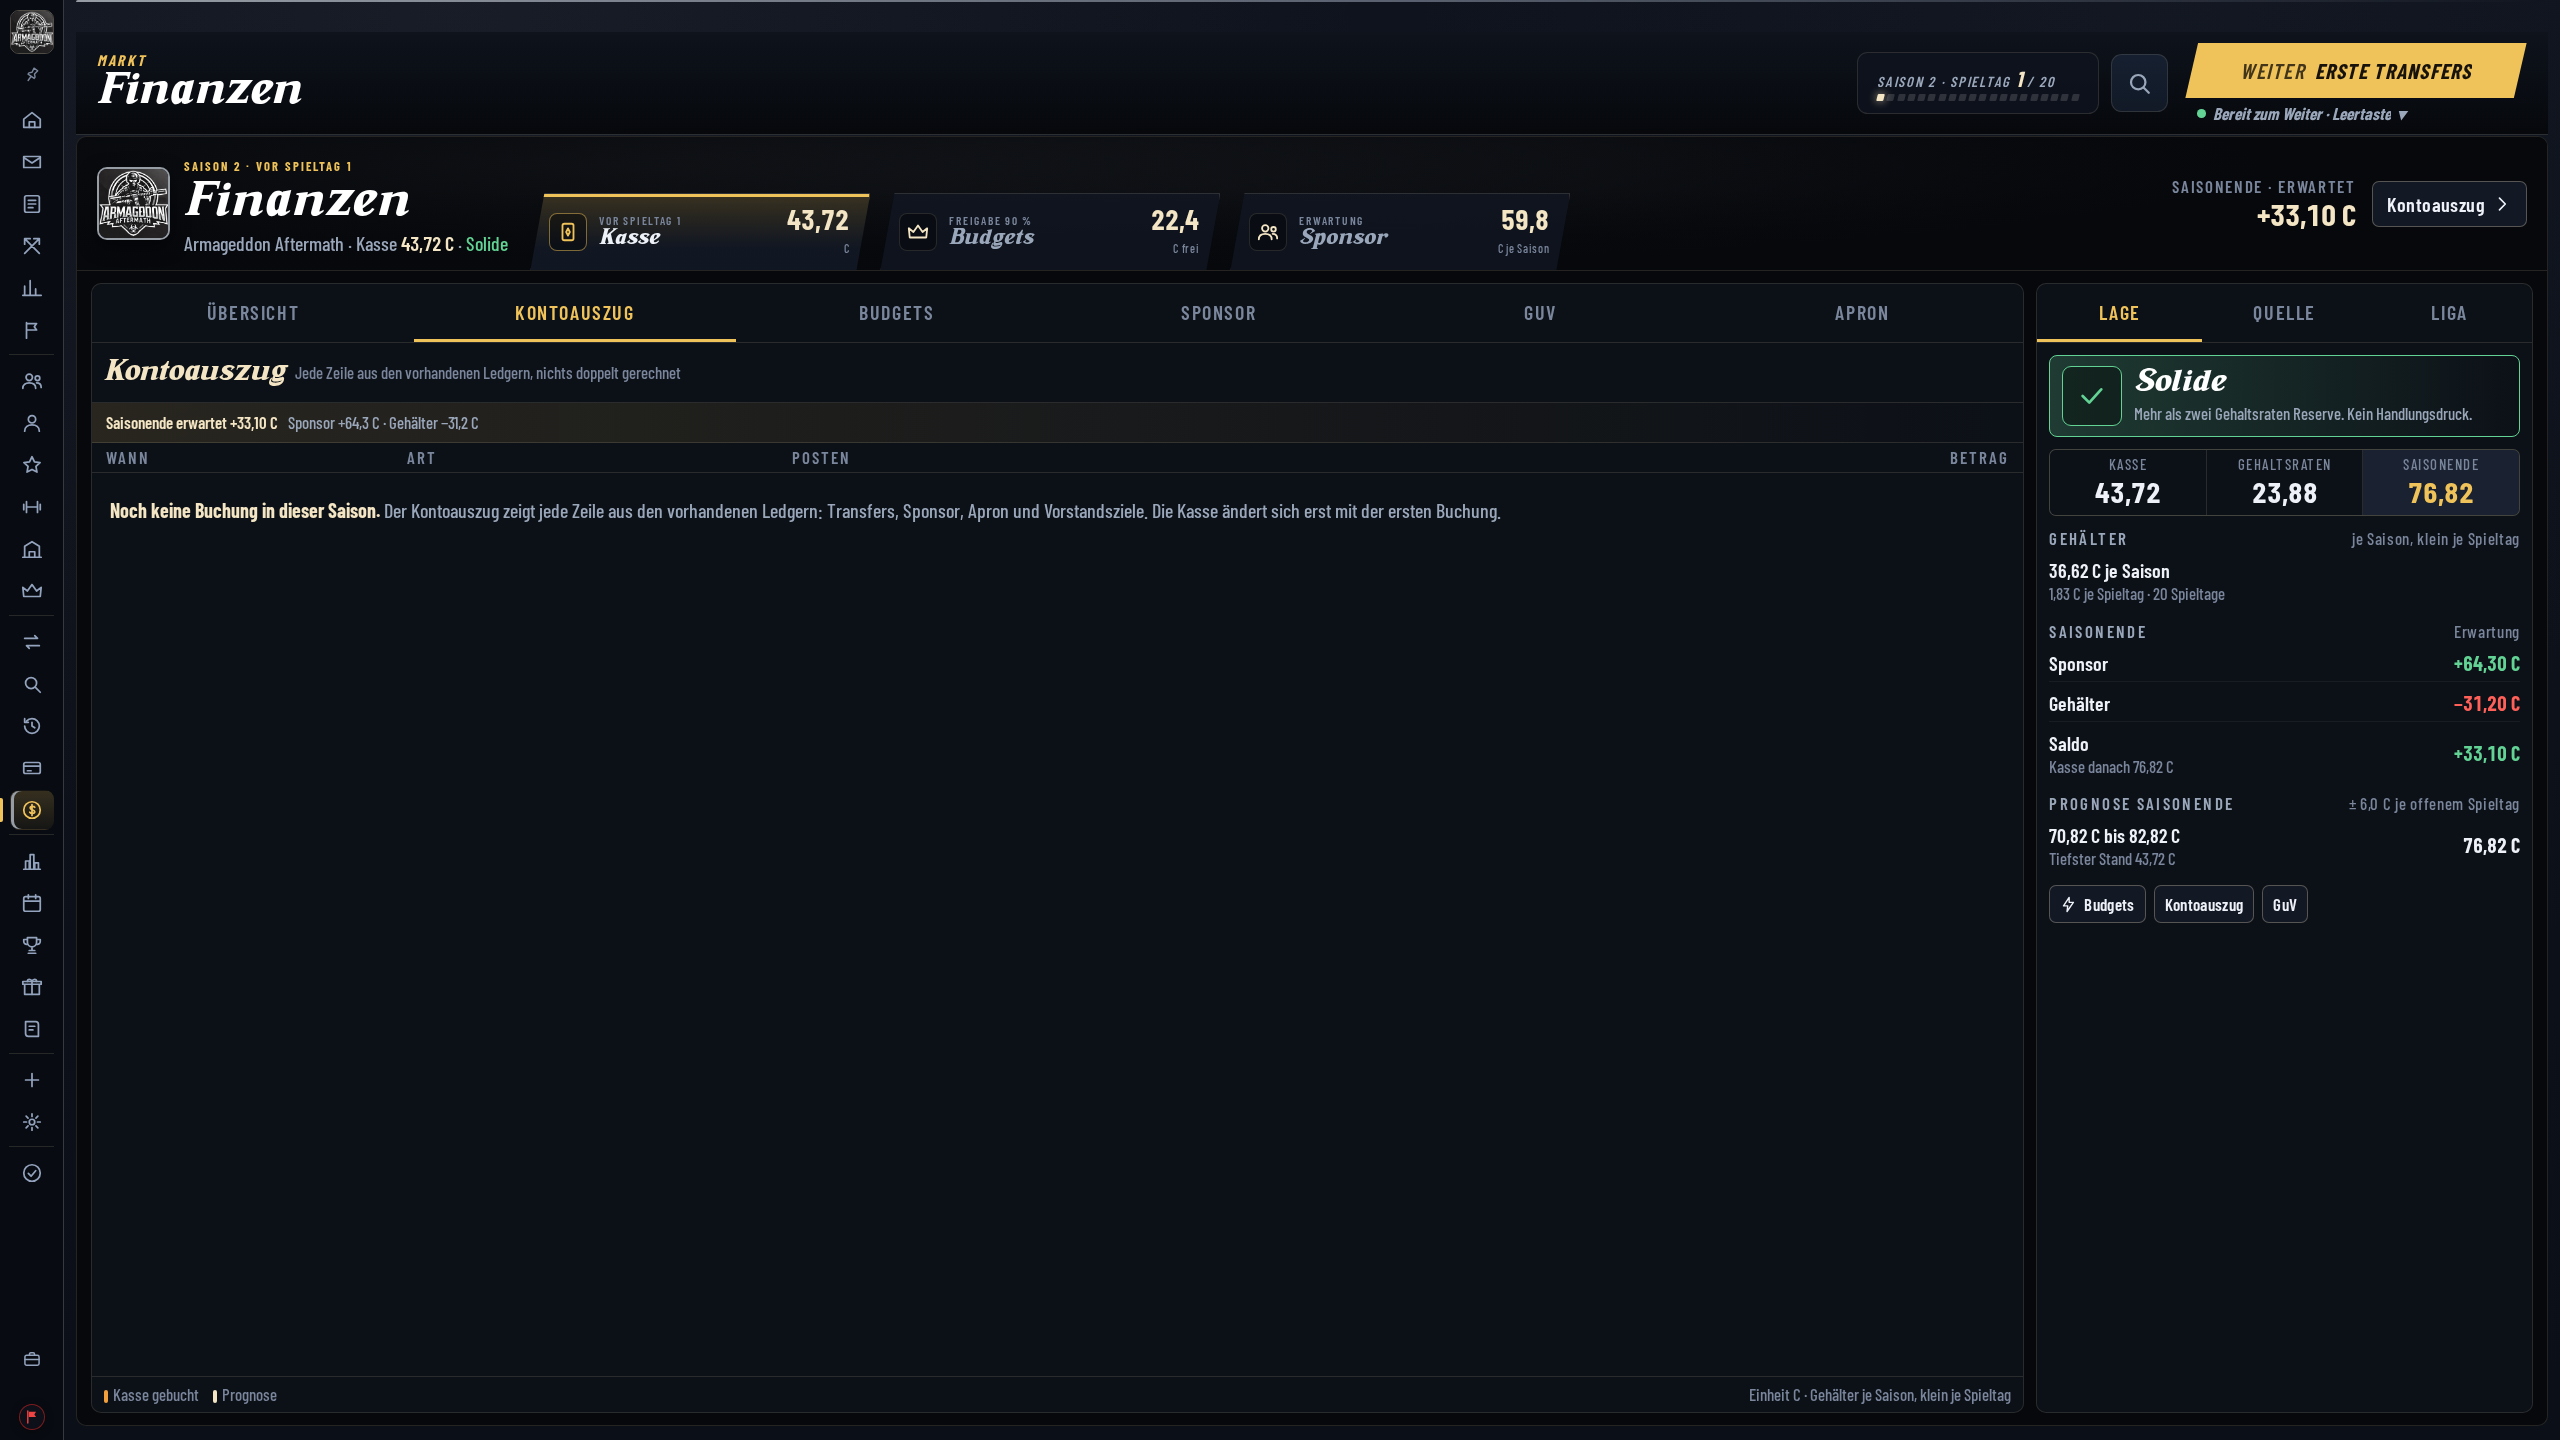 MARKT
Finanzen
SAISON 2 · SPIELTAG 1 / 20
WEITER ERSTE TRANSFERS
Bereit zum Weiter · Leertaste ▼
ARMAGEDDON
AFTERMATH
SAISON 2 · VOR SPIELTAG 1
Finanzen
Armageddon Aftermath · Kasse 43,72 C · Solide
VOR SPIELTAG 1
Kasse
43,72
C
FREIGABE 90 %
Budgets
22,4
C frei
ERWARTUNG
Sponsor
59,8
C je Saison
SAISONENDE · ERWARTET
+33,10 C
Kontoauszug
ÜBERSICHT
KONTOAUSZUG
BUDGETS
SPONSOR
GUV
APRON
Kontoauszug Jede Zeile aus den vorhandenen Ledgern, nichts doppelt gerechnet
Saisonende erwartet +33,10 C Sponsor +64,3 C · Gehälter −31,2 C
WANN ART POSTEN BETRAG
Noch keine Buchung in dieser Saison. Der Kontoauszug zeigt jede Zeile aus den vorhandenen Ledgern: Transfers, Sponsor, Apron und Vorstandsziele. Die Kasse ändert sich erst mit der ersten Buchung.
Kasse gebucht Prognose
Einheit C · Gehälter je Saison, klein je Spieltag
LAGE QUELLE LIGA
Solide
Mehr als zwei Gehaltsraten Reserve. Kein Handlungsdruck.
KASSE
43,72
GEHALTSRATEN
23,88
SAISONENDE
76,82
GEHÄLTER je Saison, klein je Spieltag
36,62 C je Saison
1,83 C je Spieltag · 20 Spieltage
SAISONENDE Erwartung
Sponsor +64,30 C
Gehälter −31,20 C
Saldo +33,10 C
Kasse danach 76,82 C
PROGNOSE SAISONENDE ± 6,0 C je offenem Spieltag
70,82 C bis 82,82 C 76,82 C
Tiefster Stand 43,72 C
Budgets Kontoauszug GuV